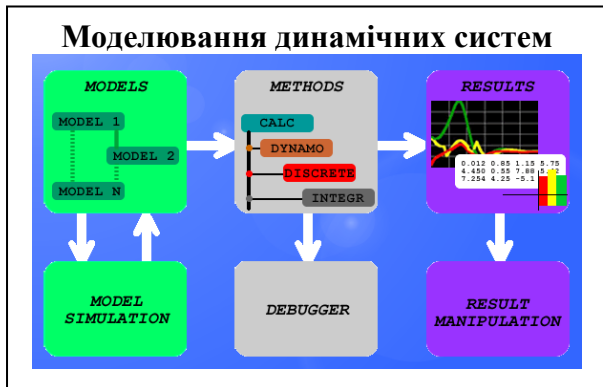 Моделювання динамічних систем
MODELS
MODEL 1
MODEL 2
MODEL N
METHODS
CALC
DYNAMO
DISCRETE
INTEGR
RESULTS
0.012 0.85 1.15 5.75
4.450 0.55 7.88
7.254 4.25 -5.1
MODEL
SIMULATION
DEBUGGER
RESULT
MANIPULATION